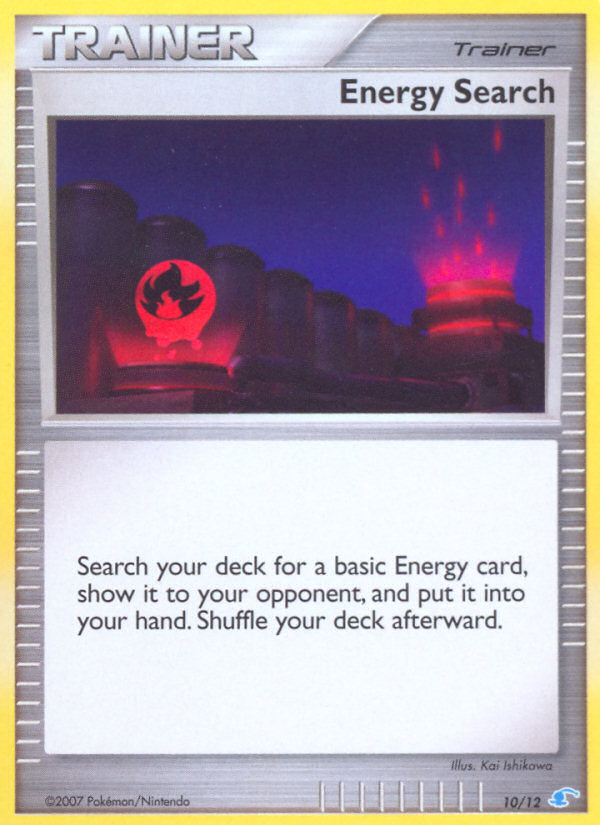 TRAINER
Trainer
Energy Search
Search your deck for a basic Energy card,
show it to your opponent, and put it into
your hand. Shuffle your deck afterward.
Illus. Kai Ishikawa
©2007 Pokémon/Nintendo
10/12